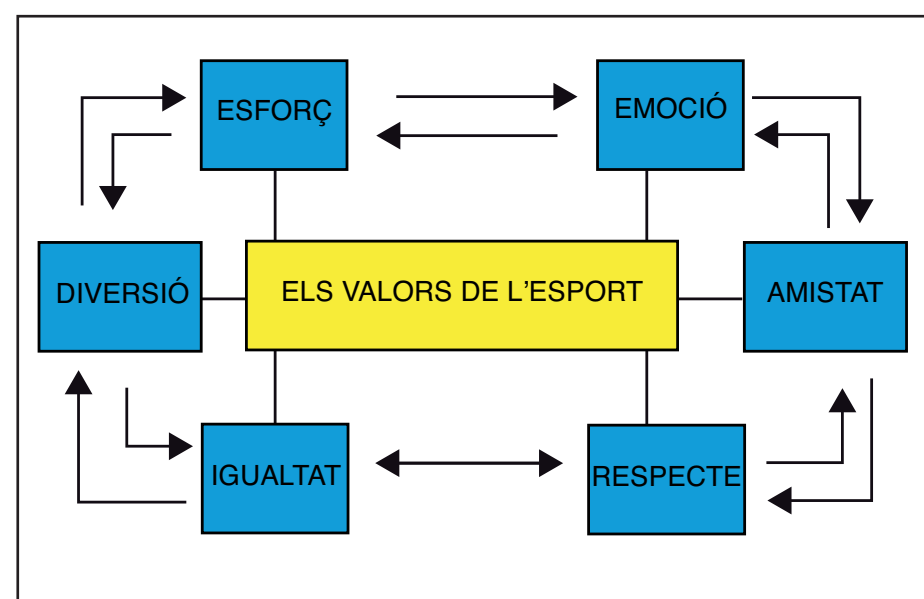 ESFORÇ
EMOCIÓ
DIVERSIÓ
ELS VALORS DE L'ESPORT
AMISTAT
IGUALTAT
RESPECTE